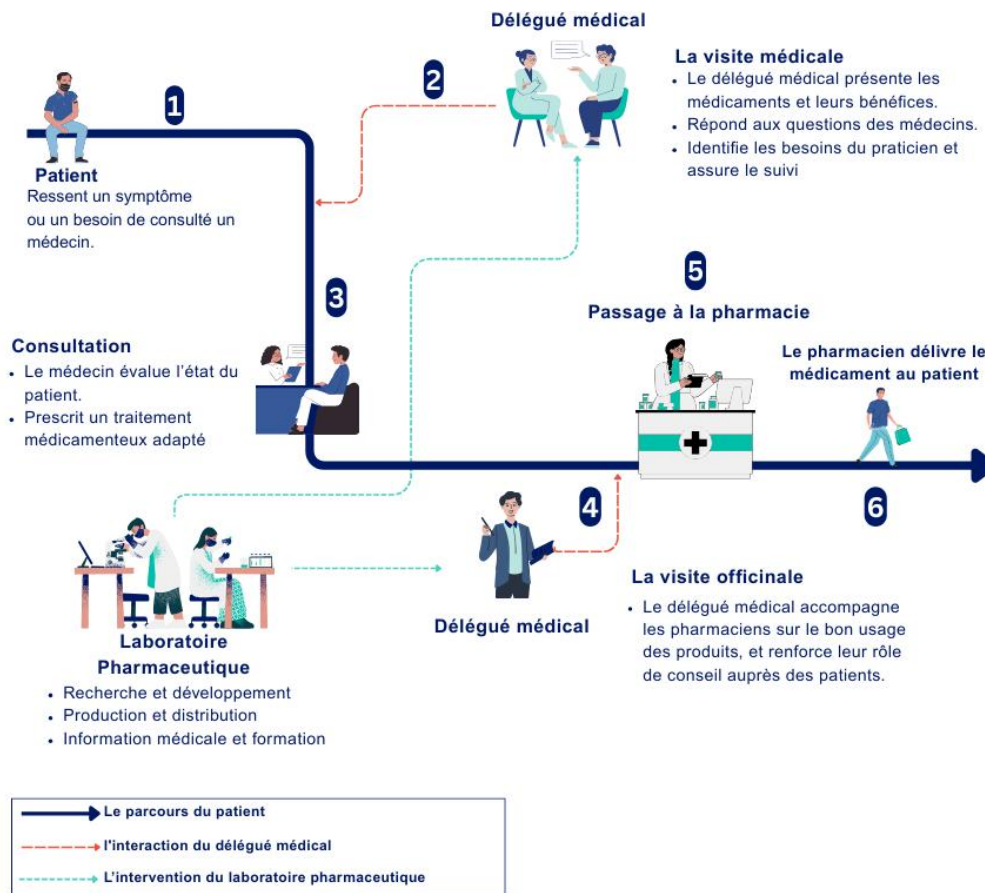 Délégué médical
La visite médicale
• Le délégué médical présente les
médicaments et leurs bénéfices.
• Répond aux questions des médecins.
• Identifie les besoins du praticien et
assure le suivi
1
2
Patient
Ressent un symptôme
ou un besoin de consulté un
médecin.
3
Consultation
• Le médecin évalue l'état du
patient.
• Prescrit un traitement
médicamenteux adapté
5
Passage à la pharmacie
Le pharmacien délivre le
médicament au patient
4
6
Délégué médical
La visite officinale
• Le délégué médical accompagne
les pharmaciens sur le bon usage
des produits, et renforce leur rôle
de conseil auprès des patients.
Laboratoire
Pharmaceutique
• Recherche et développement
• Production et distribution
• Information médicale et formation
Le parcours du patient
l'interaction du délégué médical
L'intervention du laboratoire pharmaceutique